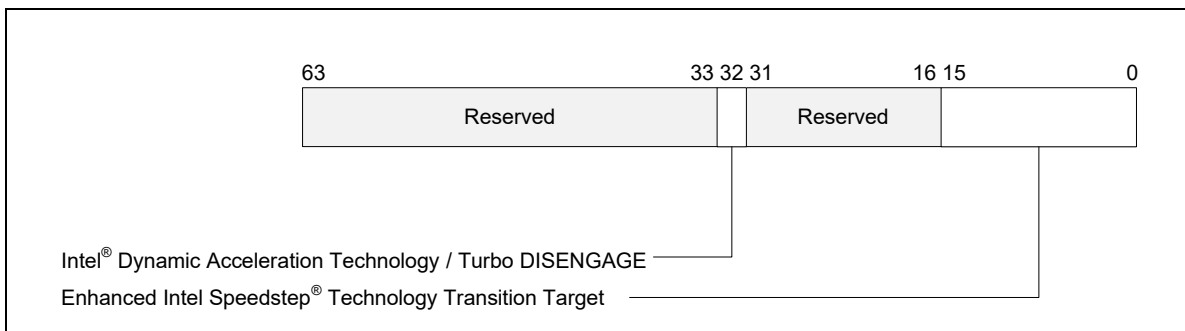 63 33 32 31 16 15 0
Reserved Reserved
Intel® Dynamic Acceleration Technology / Turbo DISENGAGE
Enhanced Intel Speedstep® Technology Transition Target